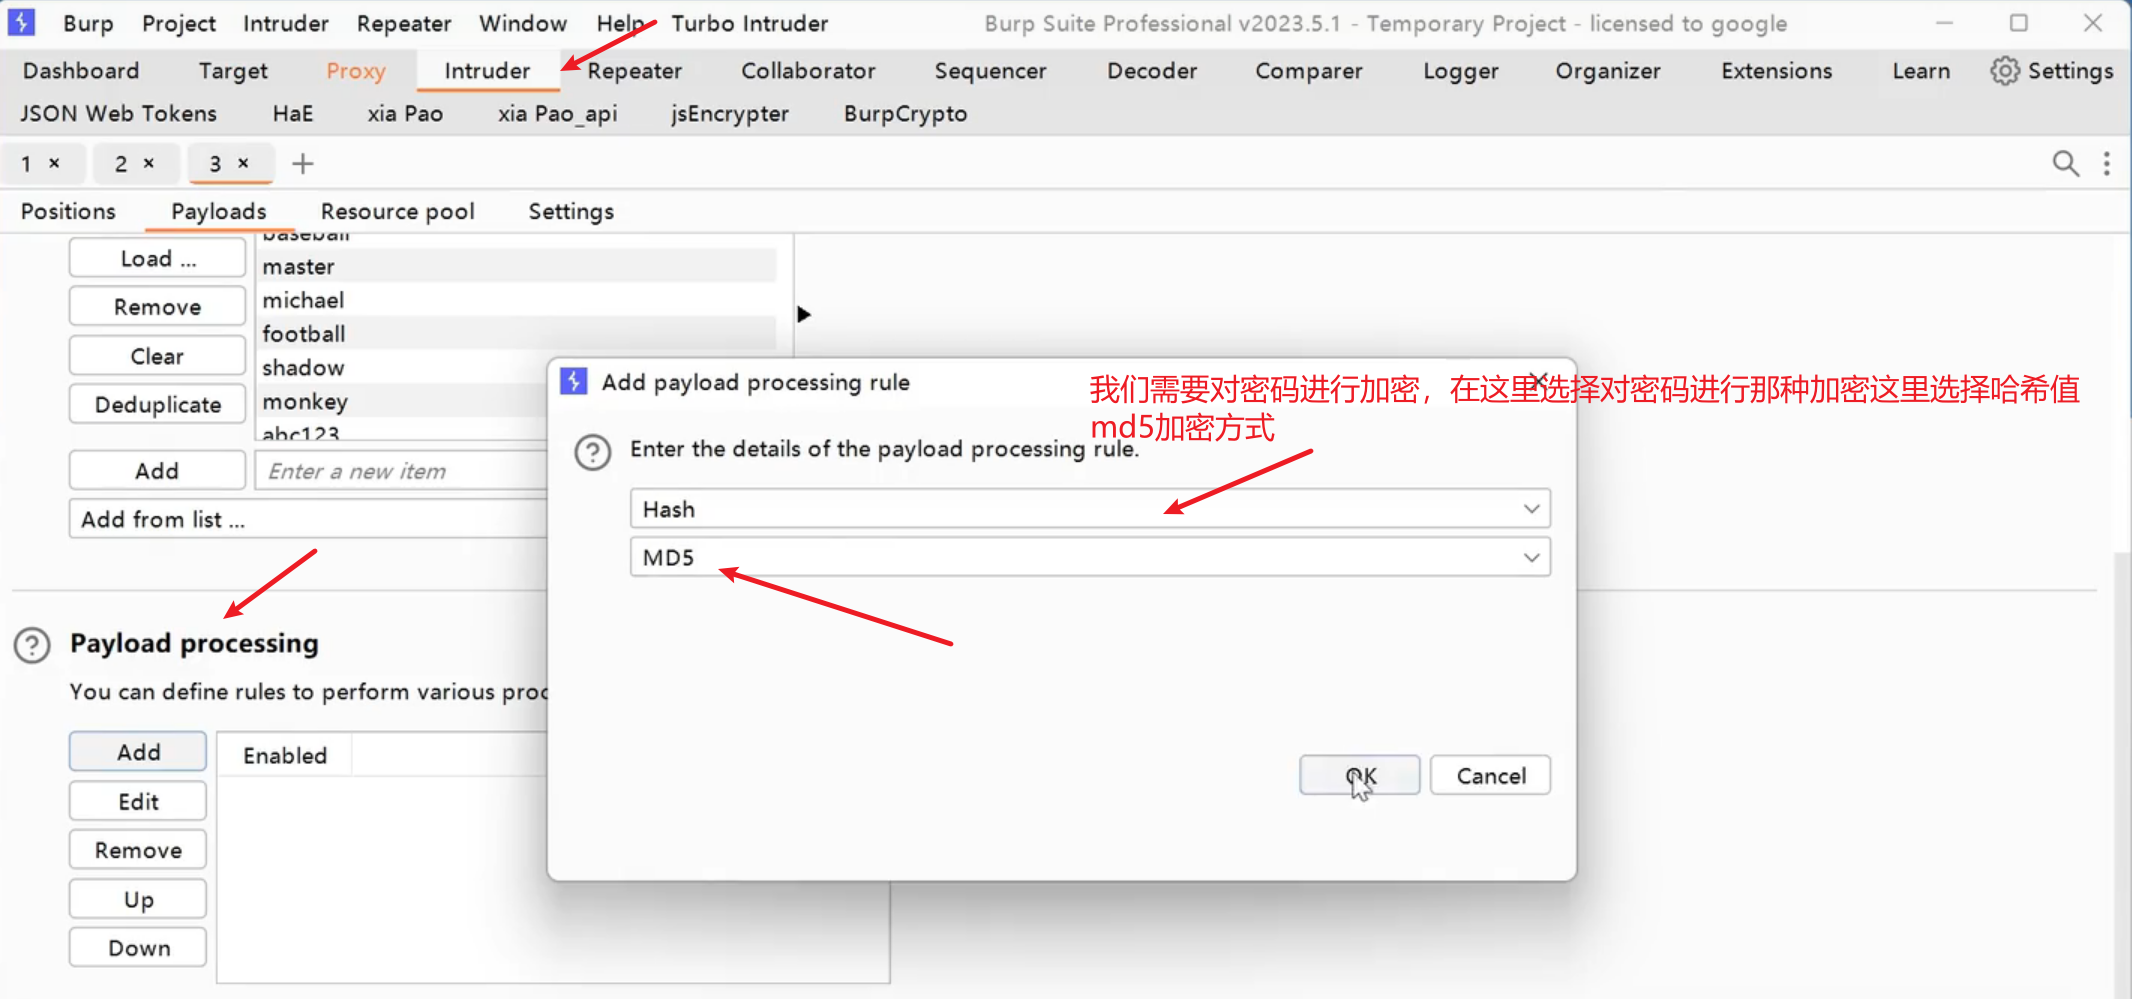 Burp Project Intruder Repeater Window Help Turbo Intruder Burp Suite Professional v2023.5.1 - Temporary Project - licensed to google
Dashboard Target Proxy Intruder Repeater Collaborator Sequencer Decoder Comparer Logger Organizer Extensions Learn Settings
JSON Web Tokens HaE xia Pao xia Pao_api jsEncrypter BurpCrypto
1 × 2 × 3 × +
Positions Payloads Resource pool Settings
baseball
Load ...
master
Remove
michael
football
Clear
shadow
Deduplicate
monkey
abc123
Add
Enter a new item
Add from list ...
Add payload processing rule
我们需要对密码进行加密，在这里选择对密码进行那种加密这里选择哈希值
md5加密方式
Enter the details of the payload processing rule.
Hash
MD5
OK Cancel
Payload processing
You can define rules to perform various proc
Add
Enabled
Edit
Remove
Up
Down